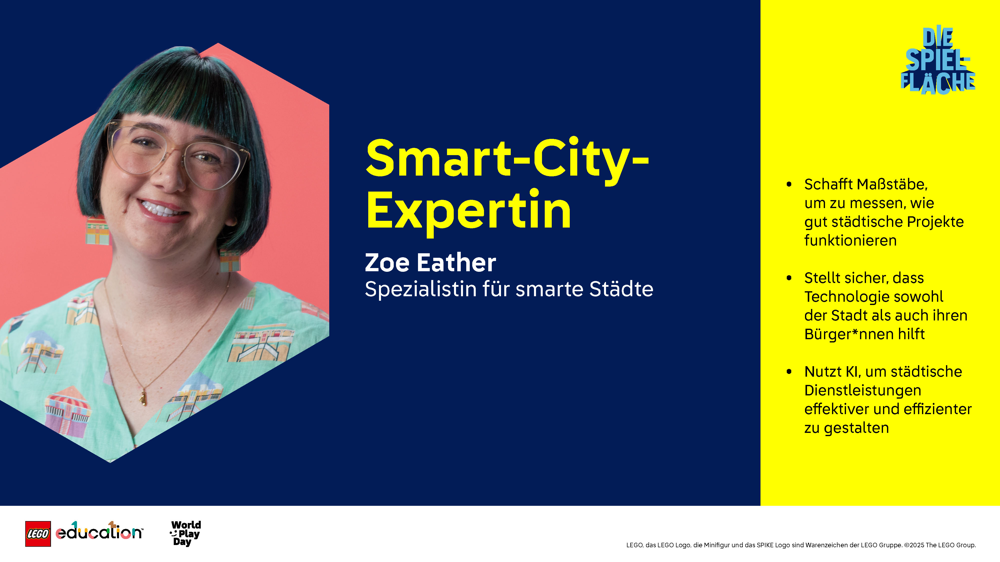 Smart-City-
Expertin
Zoe Eather
Spezialistin für smarte Städte
DIE
SPIEL-
FLÄCHE
• Schafft Maßstäbe,
um zu messen, wie
gut städtische Projekte
funktionieren
• Stellt sicher, dass
Technologie sowohl
der Stadt als auch ihren
Bürger*nnen hilft
• Nutzt KI, um städtische
Dienstleistungen
effektiver und effizienter
zu gestalten
LEGO education™
World
Play
Day
LEGO, das LEGO Logo, die Minifigur und das SPIKE Logo sind Warenzeichen der LEGO Gruppe. ©2025 The LEGO Group.